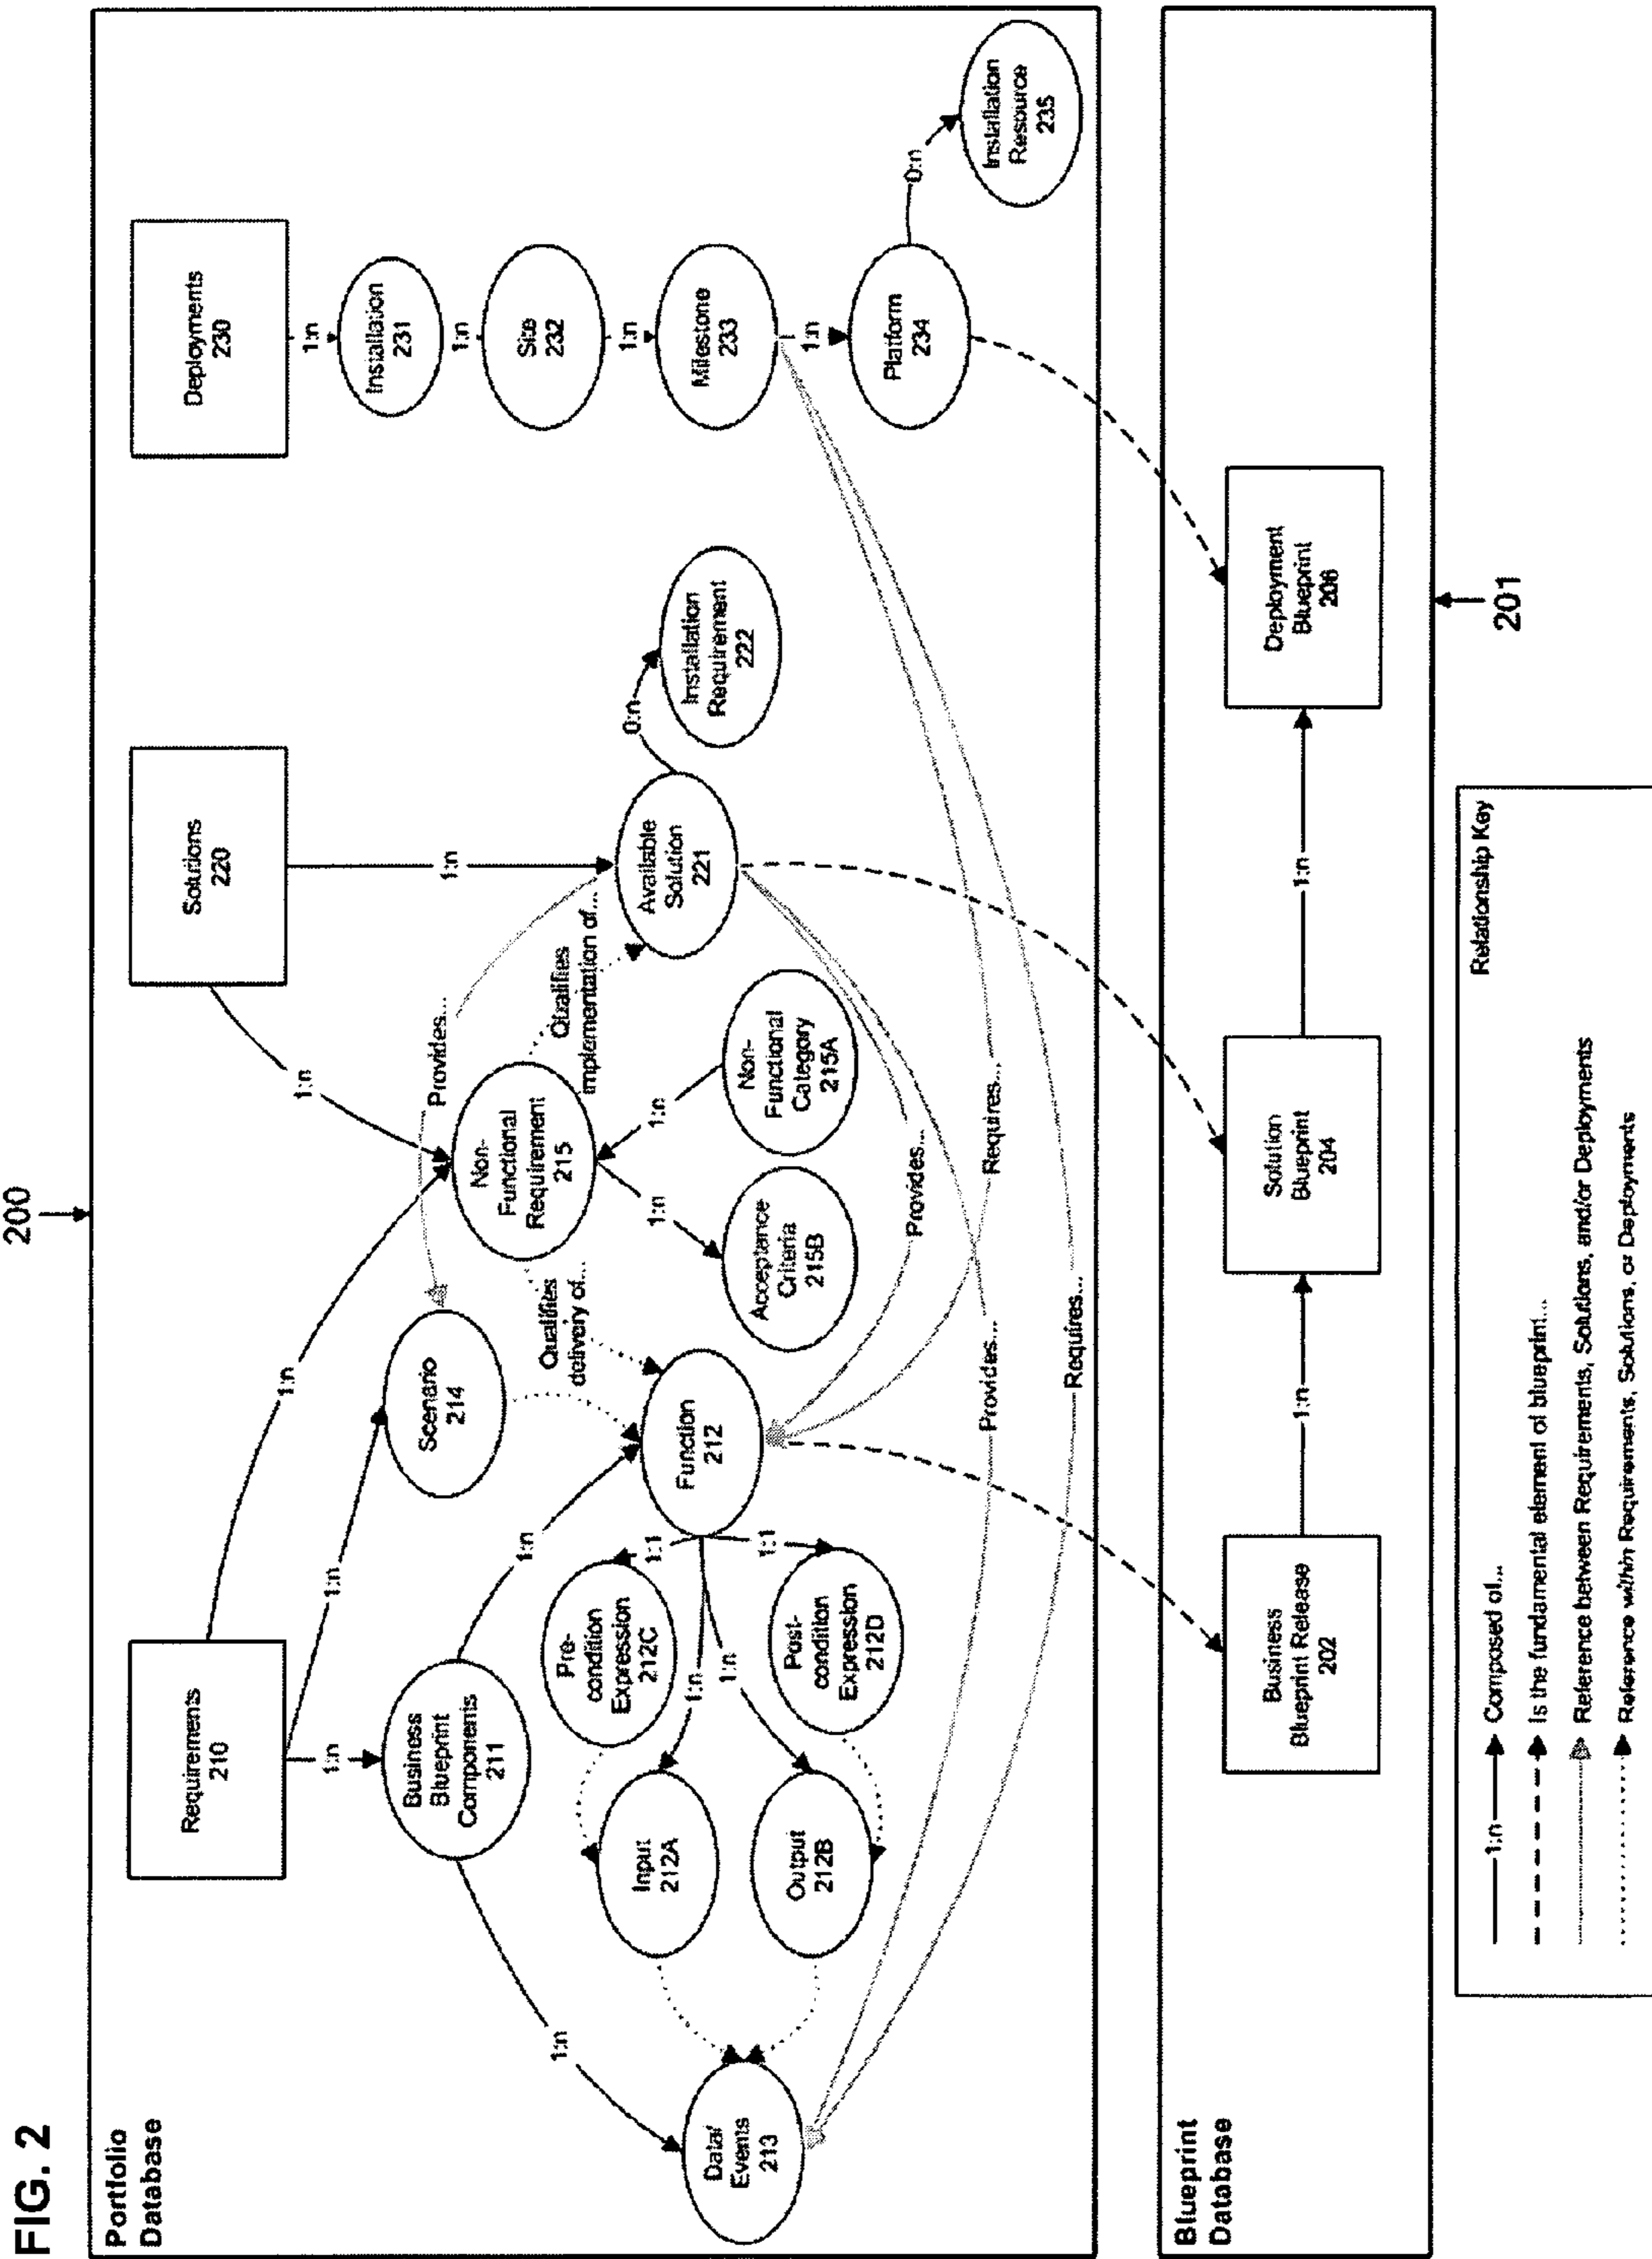 FIG. 2
200
Portfolio
Database
Requirements
210
Solutions
220
Deployments
230
1:n
1:n
1:n
1:n
1:n
1:n
Business
Blueprint
Components
211
Scenario
214
Provides...
Non-
Functional
Requirement
215
Installation
231
1:n
Site
232
1:n
1:n
1:n
Qualifies
delivery of...
Qualifies
implementation of...
1:n
1:n
Pre-
condition
Expression
212C
1:1
Function
212
Available
Solution
221
0:n
Installation
Requirement
222
Milestone
233
1:n
Input
212A
1:n
1:n
1:1
Data/
Events
213
Output
212B
Post-
condition
Expression
212D
Acceptance
Criteria
215B
Non-
Functional
Category
215A
Platform
234
0:n
Installation
Resource
235
Provides...
Requires...
Provides...
Requires...
Blueprint
Database
Business
Blueprint Release
202
1:n
Solution
Blueprint
204
1:n
Deployment
Blueprint
206
201
Relationship Key
1:n
Composed of...
Is the fundamental element of blueprint...
Reference between Requirements, Solutions, and/or Deployments
Reference within Requirements, Solutions, or Deployments